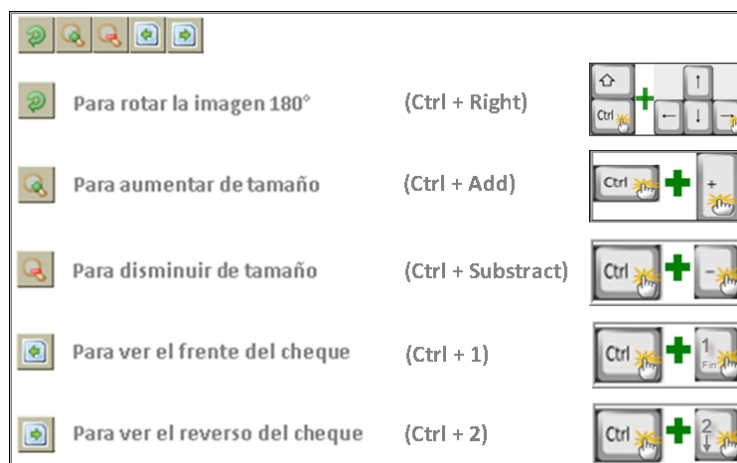 Para rotar la imagen 180° (Ctrl + Right)
Ctrl
Para aumentar de tamaño (Ctrl + Add)
Ctrl +
Para disminuir de tamaño (Ctrl + Substract)
Ctrl -
Para ver el frente del cheque (Ctrl + 1)
Ctrl 1
Fin
Para ver el reverso del cheque (Ctrl + 2)
Ctrl 2